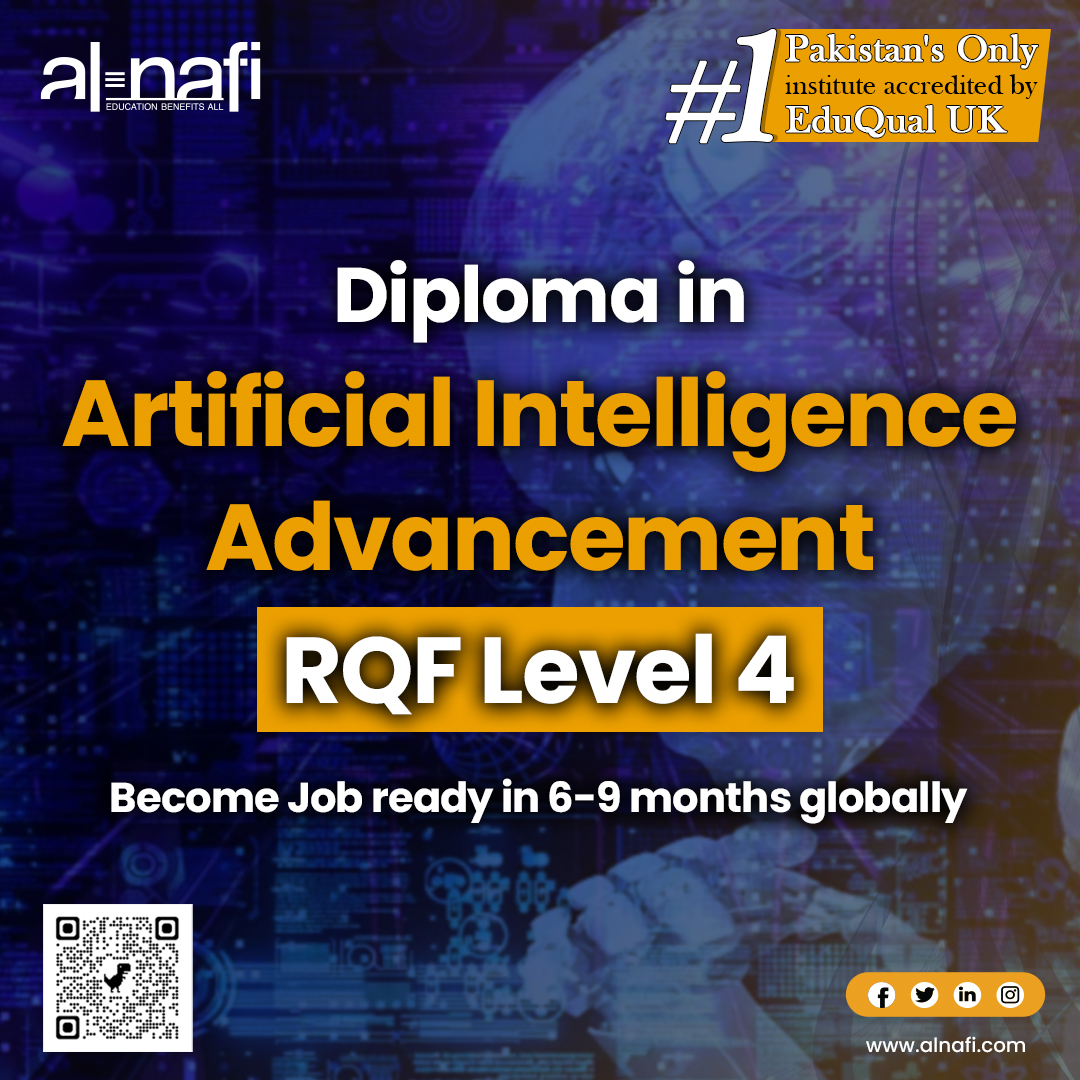 al-nafi
EDUCATION BENEFITS ALL
#1
Pakistan's Only
institute accredited by
EduQual UK
Diploma in
Artificial Intelligence
Advancement
RQF Level 4
Become Job ready in 6-9 months globally
www.alnafi.com